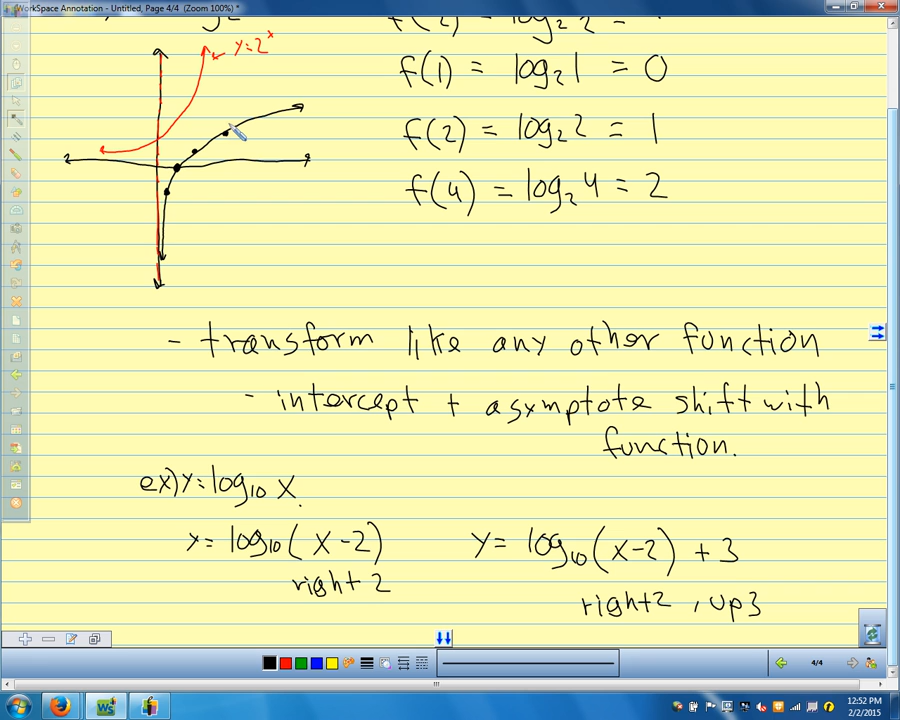 WorkSpace Annotation - Untitled, Page 4/4 (Zoom 100%) *
y=2ˣ
f(1) = log₂1 = 0
f(2) = log₂2 = 1
f(4) = log₂4 = 2
- transform like any other function
- intercept + asymptote shift with
function.
ex) y=log₁₀ x
y= log₁₀(x-2)
right 2
y= log₁₀(x-2) + 3
right 2, up 3
4/4
12:52 PM
2/2/2015